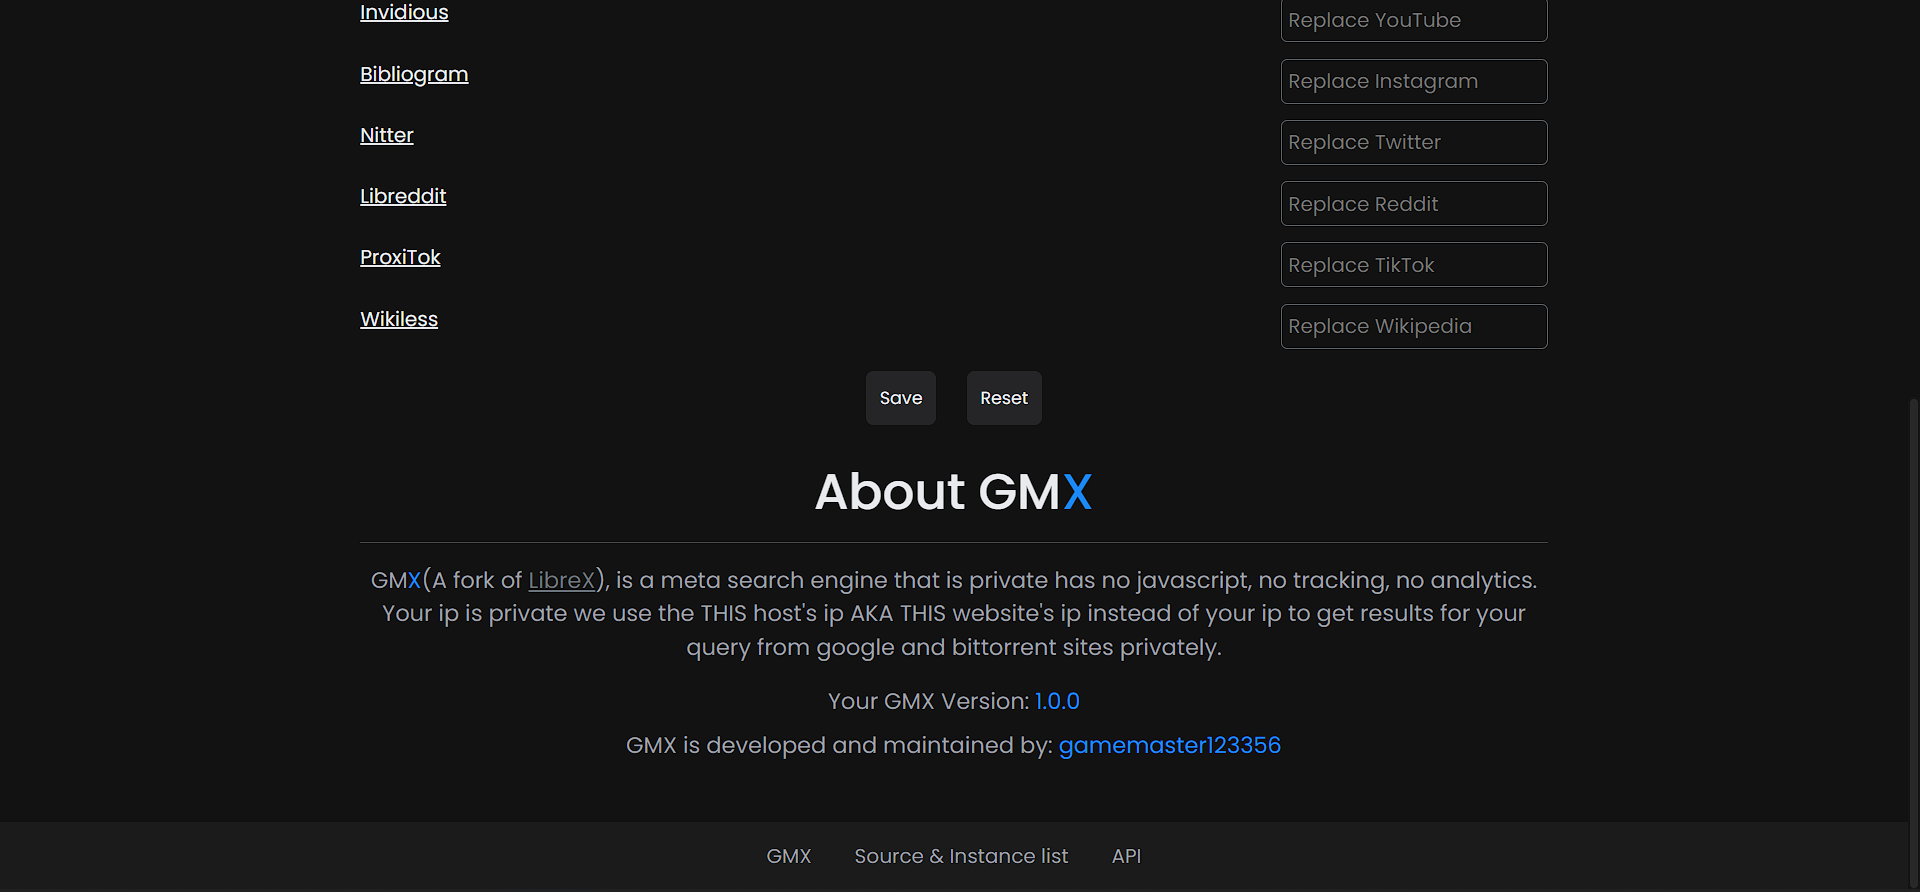 Invidious
Replace YouTube
Bibliogram
Replace Instagram
Nitter
Replace Twitter
Libreddit
Replace Reddit
ProxiTok
Replace TikTok
Wikiless
Replace Wikipedia
Save
Reset
About GMX
GMX(A fork of LibreX), is a meta search engine that is private has no javascript, no tracking, no analytics.
Your ip is private we use the THIS host's ip AKA THIS website's ip instead of your ip to get results for your
query from google and bittorrent sites privately.
Your GMX Version: 1.0.0
GMX is developed and maintained by: gamemaster123356
GMX
Source & Instance list
API